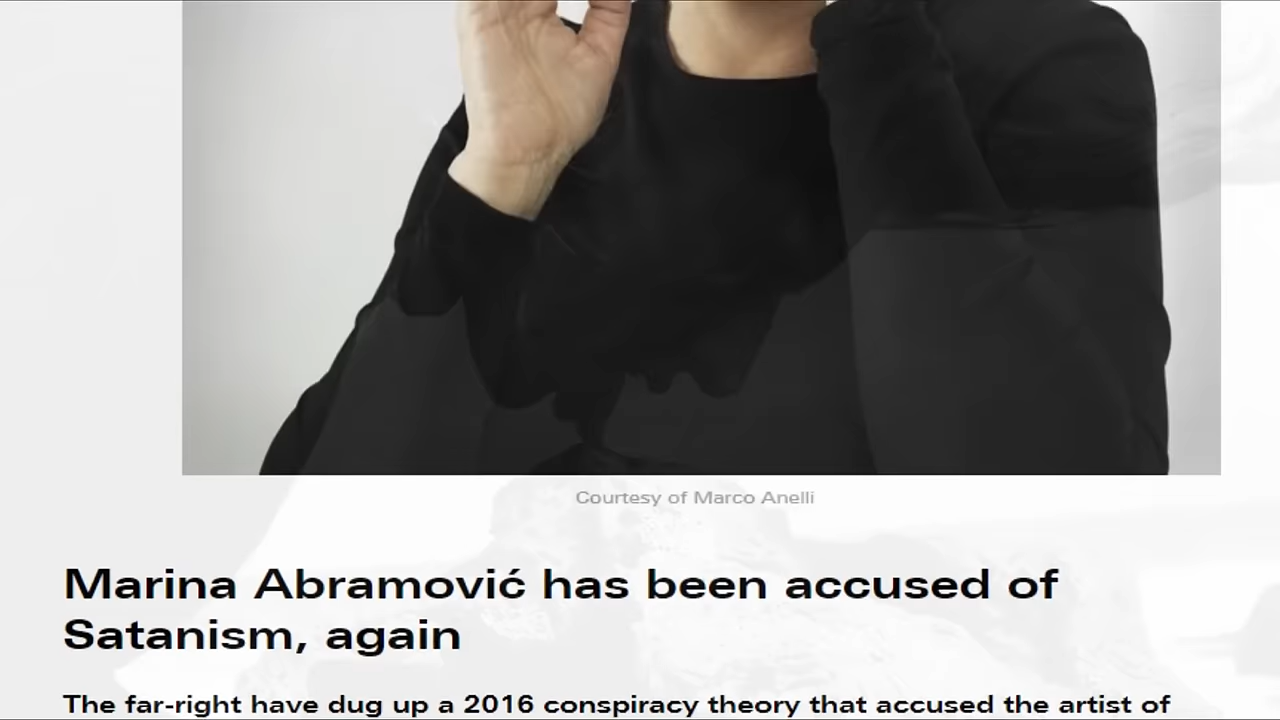 Courtesy of Marco Anelli
Marina Abramović has been accused of
Satanism, again
The far-right have dug up a 2016 conspiracy theory that accused the artist of